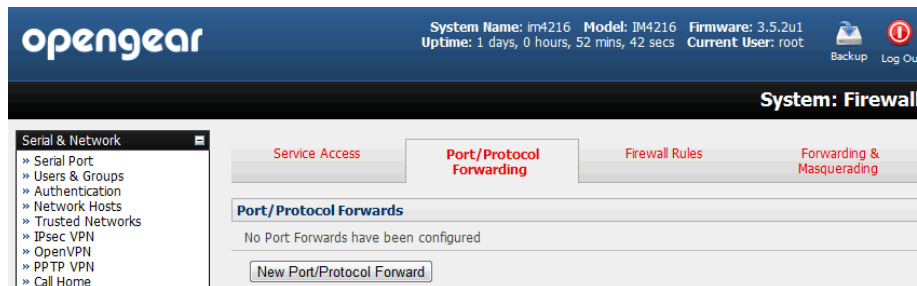 opengear
System Name: im4216 Model: IM4216 Firmware: 3.5.2u1
Uptime: 1 days, 0 hours, 52 mins, 42 secs Current User: root
Backup
Log Ou
System: Firewall
Serial & Network
» Serial Port
» Users & Groups
» Authentication
» Network Hosts
» Trusted Networks
» IPsec VPN
» OpenVPN
» PPTP VPN
» Call Home
Service Access
Port/Protocol
Forwarding
Firewall Rules
Forwarding &
Masquerading
Port/Protocol Forwards
No Port Forwards have been configured
New Port/Protocol Forward